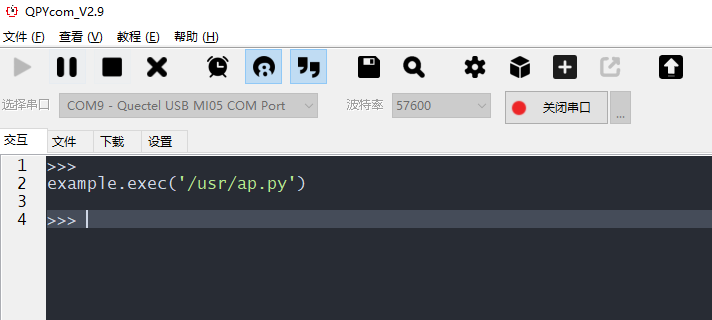 QPYcom_V2.9
文件 (F) 查看 (V) 教程 (E) 帮助 (H)
选择串口 COM9 - Quectel USB MI05 COM Port 波特率 57600 关闭串口 ...
交互 文件 下载 设置
1 >>>
2 example.exec('/usr/ap.py')
3
4 >>>